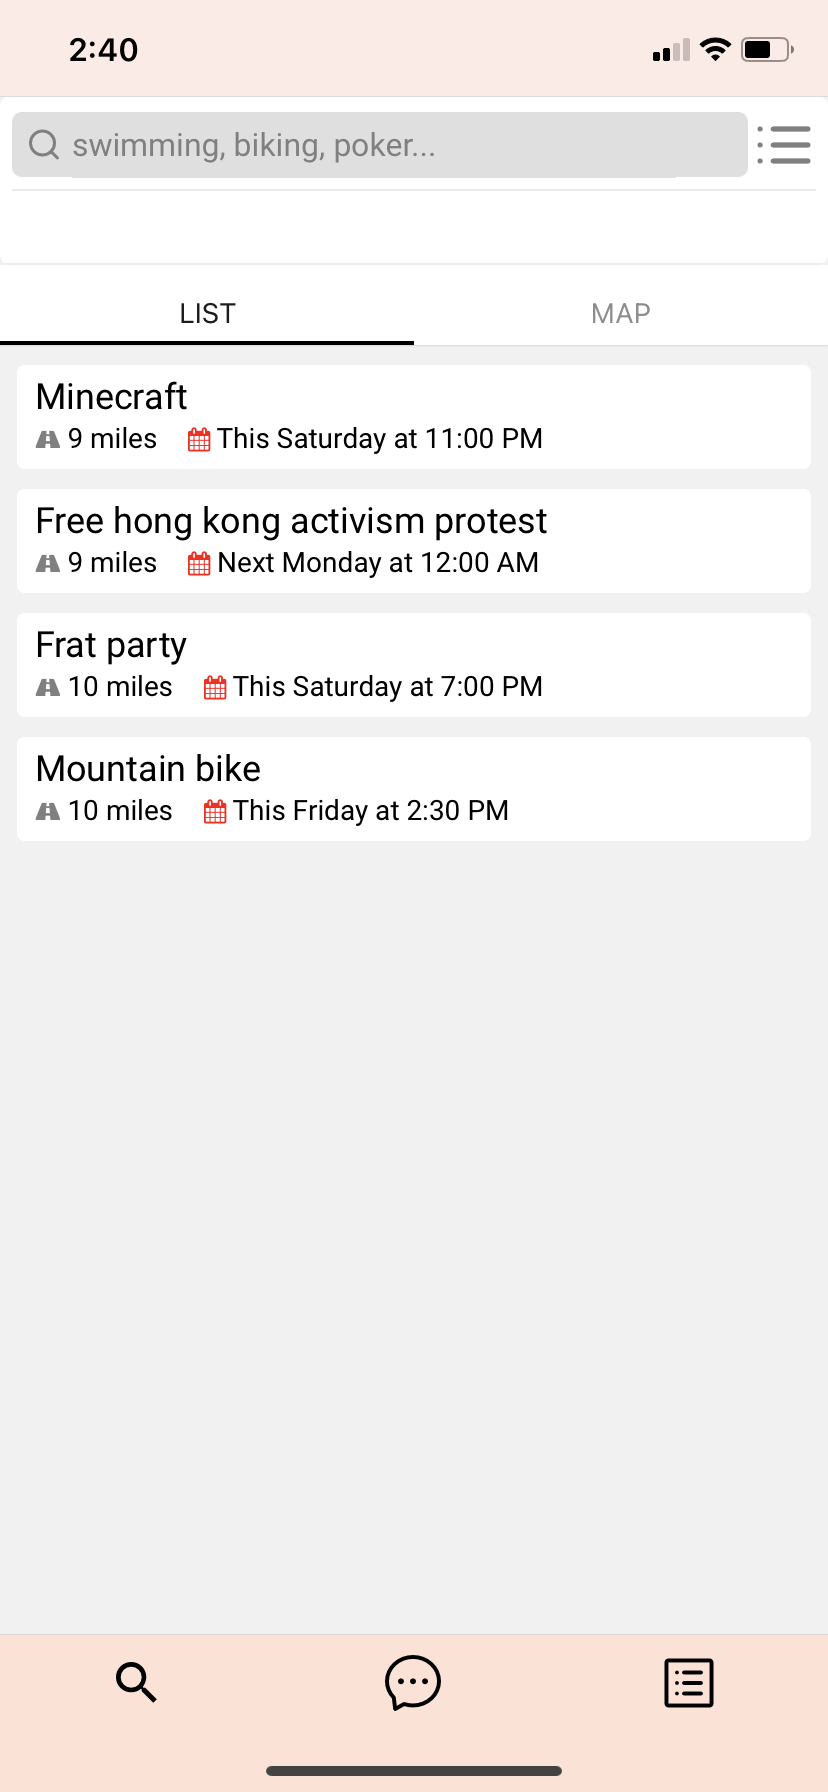 2:40
swimming, biking, poker...
LIST
MAP
Minecraft
9 miles This Saturday at 11:00 PM
Free hong kong activism protest
9 miles Next Monday at 12:00 AM
Frat party
10 miles This Saturday at 7:00 PM
Mountain bike
10 miles This Friday at 2:30 PM